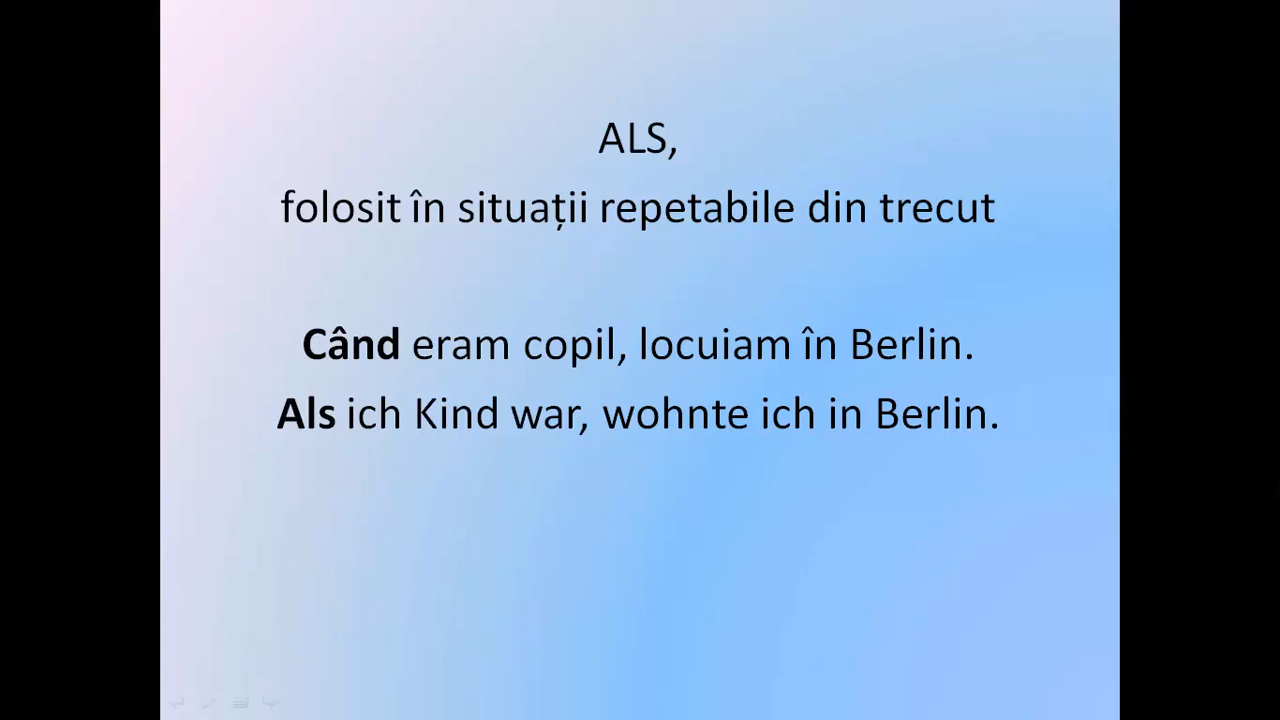 ALS,
folosit în situații repetabile din trecut
Când eram copil, locuiam în Berlin.
Als ich Kind war, wohnte ich in Berlin.